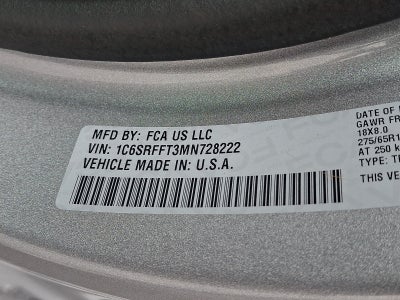 MFD BY: FCA US LLC
VIN: 1C6SRFFT3MN728222
VEHICLE MADE IN: U.S.A.
DATE OF
GAWR FR
18X8.0
275/65R1
AT 250 k
TYPE: T
THIS VE